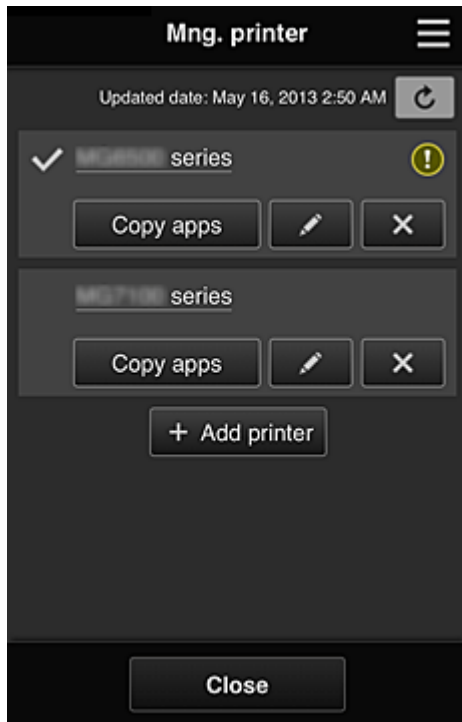 Mng. printer
Updated date: May 16, 2013 2:50 AM
series
Copy apps
series
Copy apps
+ Add printer
Close